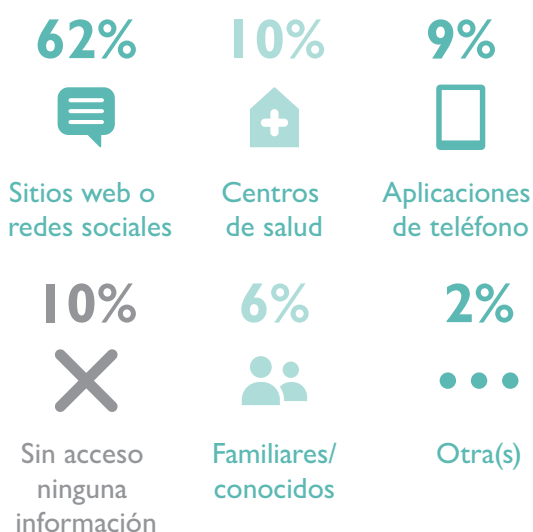 62%
10%
9%
Sitios web o
redes sociales
Centros
de salud
Aplicaciones
de teléfono
10%
6%
2%
Sin acceso
ninguna
información
Familiares/
conocidos
Otra(s)